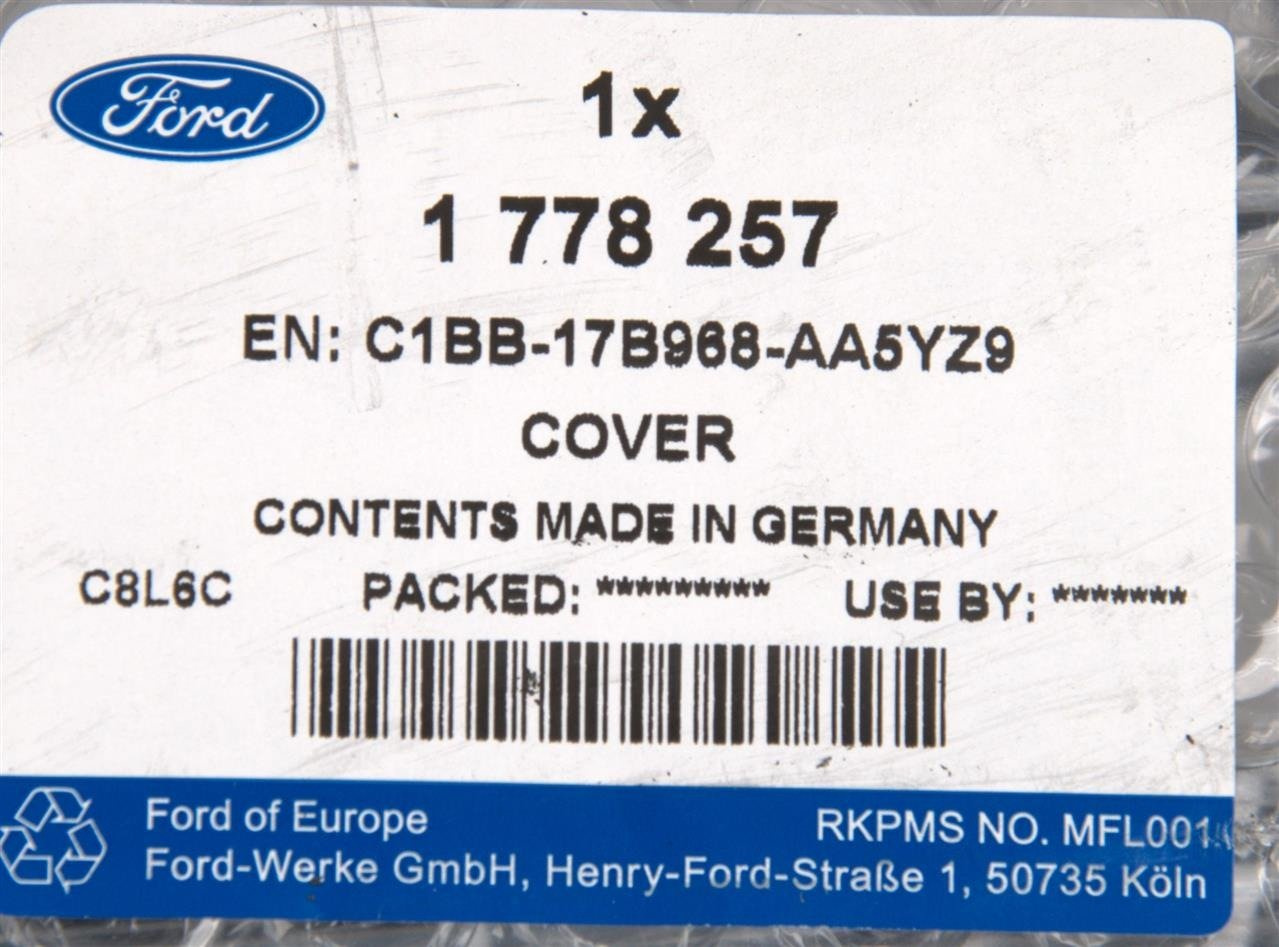 Ford
1x
1 778 257
EN: C1BB-17B968-AA5YZ9
COVER
CONTENTS MADE IN GERMANY
C8L6C PACKED: ********* USE BY: *******
Ford of Europe RKPMS NO. MFL001
Ford-Werke GmbH, Henry-Ford-Straße 1, 50735 Köln